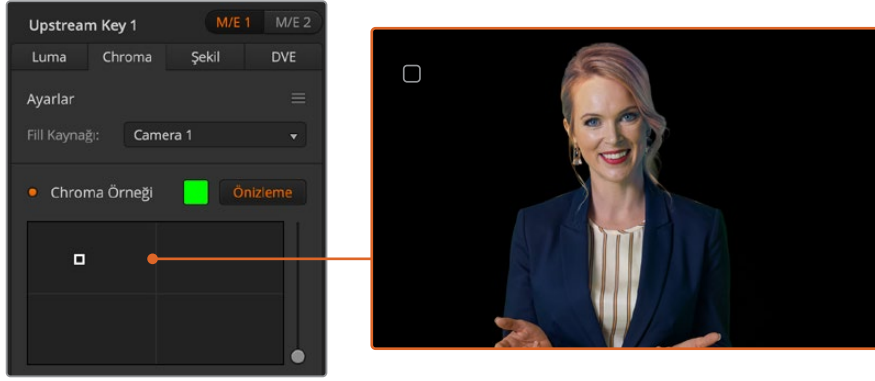 Upstream Key 1 M/E 1 M/E 2
Luma Chroma Şekil DVE
Ayarlar
Fill Kaynağı: Camera 1
Chroma Örneği Önizleme